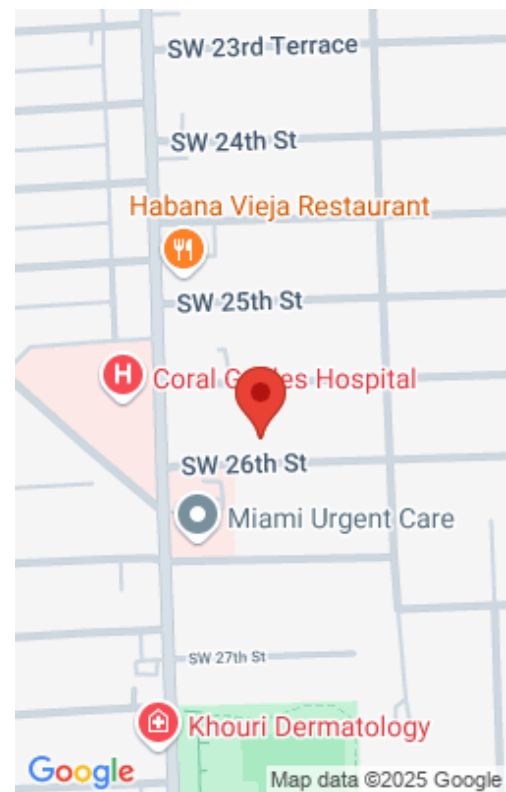 SW 23rd Terrace
SW 24th St
Habana Vieja Restaurant
SW 25th St
H
Coral Gables Hospital
SW 26th St
Miami Urgent Care
SW 27th St
Khouri Dermatology
Google
Map data ©2025 Google